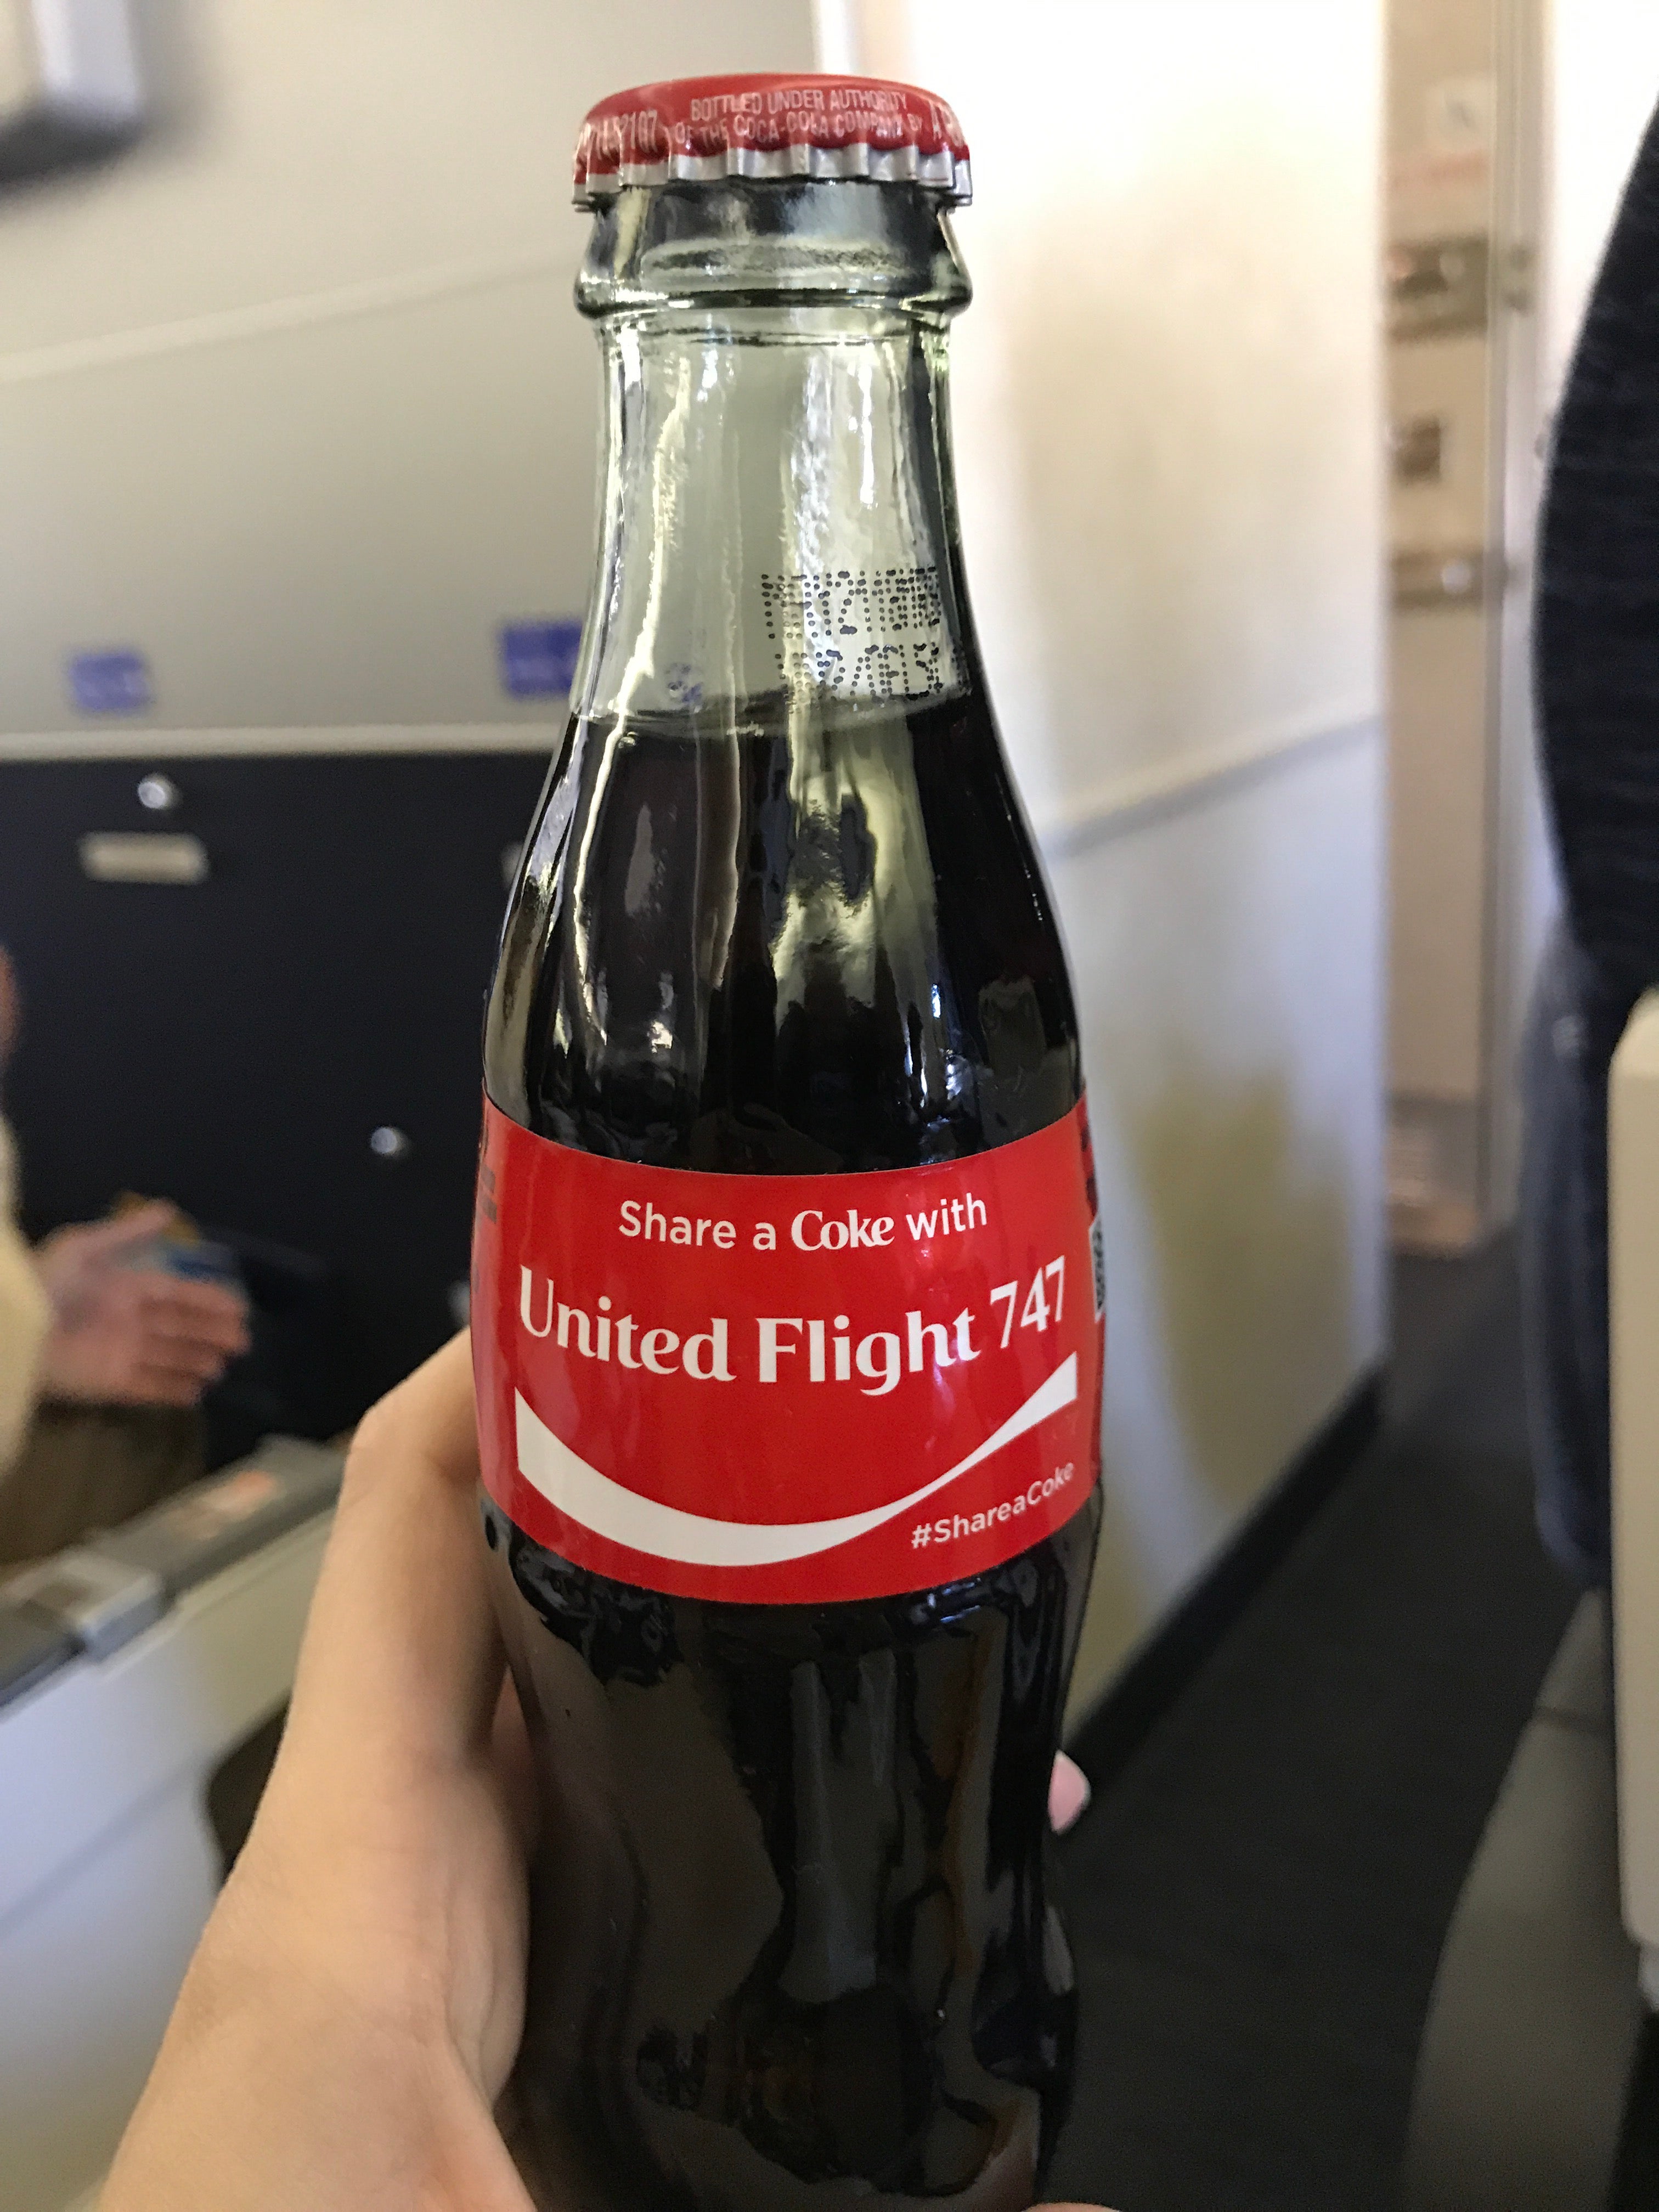 BOTTLED UNDER AUTHORITY
OF THE COCA-COLA COMPANY BY
Share a Coke with
United Flight 747
#ShareaCoke